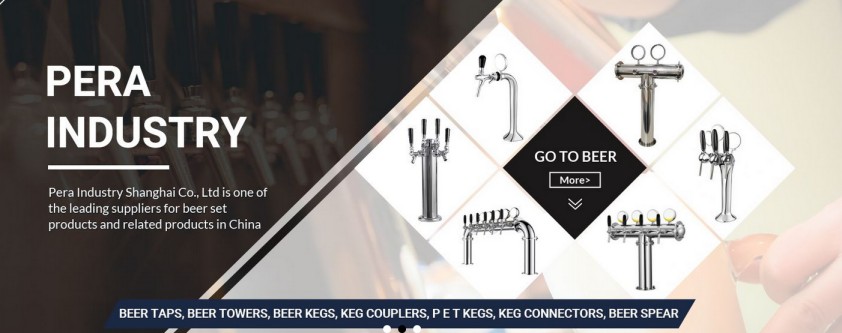 PERA
INDUSTRY
Pera Industry Shanghai Co., Ltd is one of
the leading suppliers for beer set
products and related products in China
GO TO BEER
More>
BEER TAPS, BEER TOWERS, BEER KEGS, KEG COUPLERS, P E T KEGS, KEG CONNECTORS, BEER SPEAR